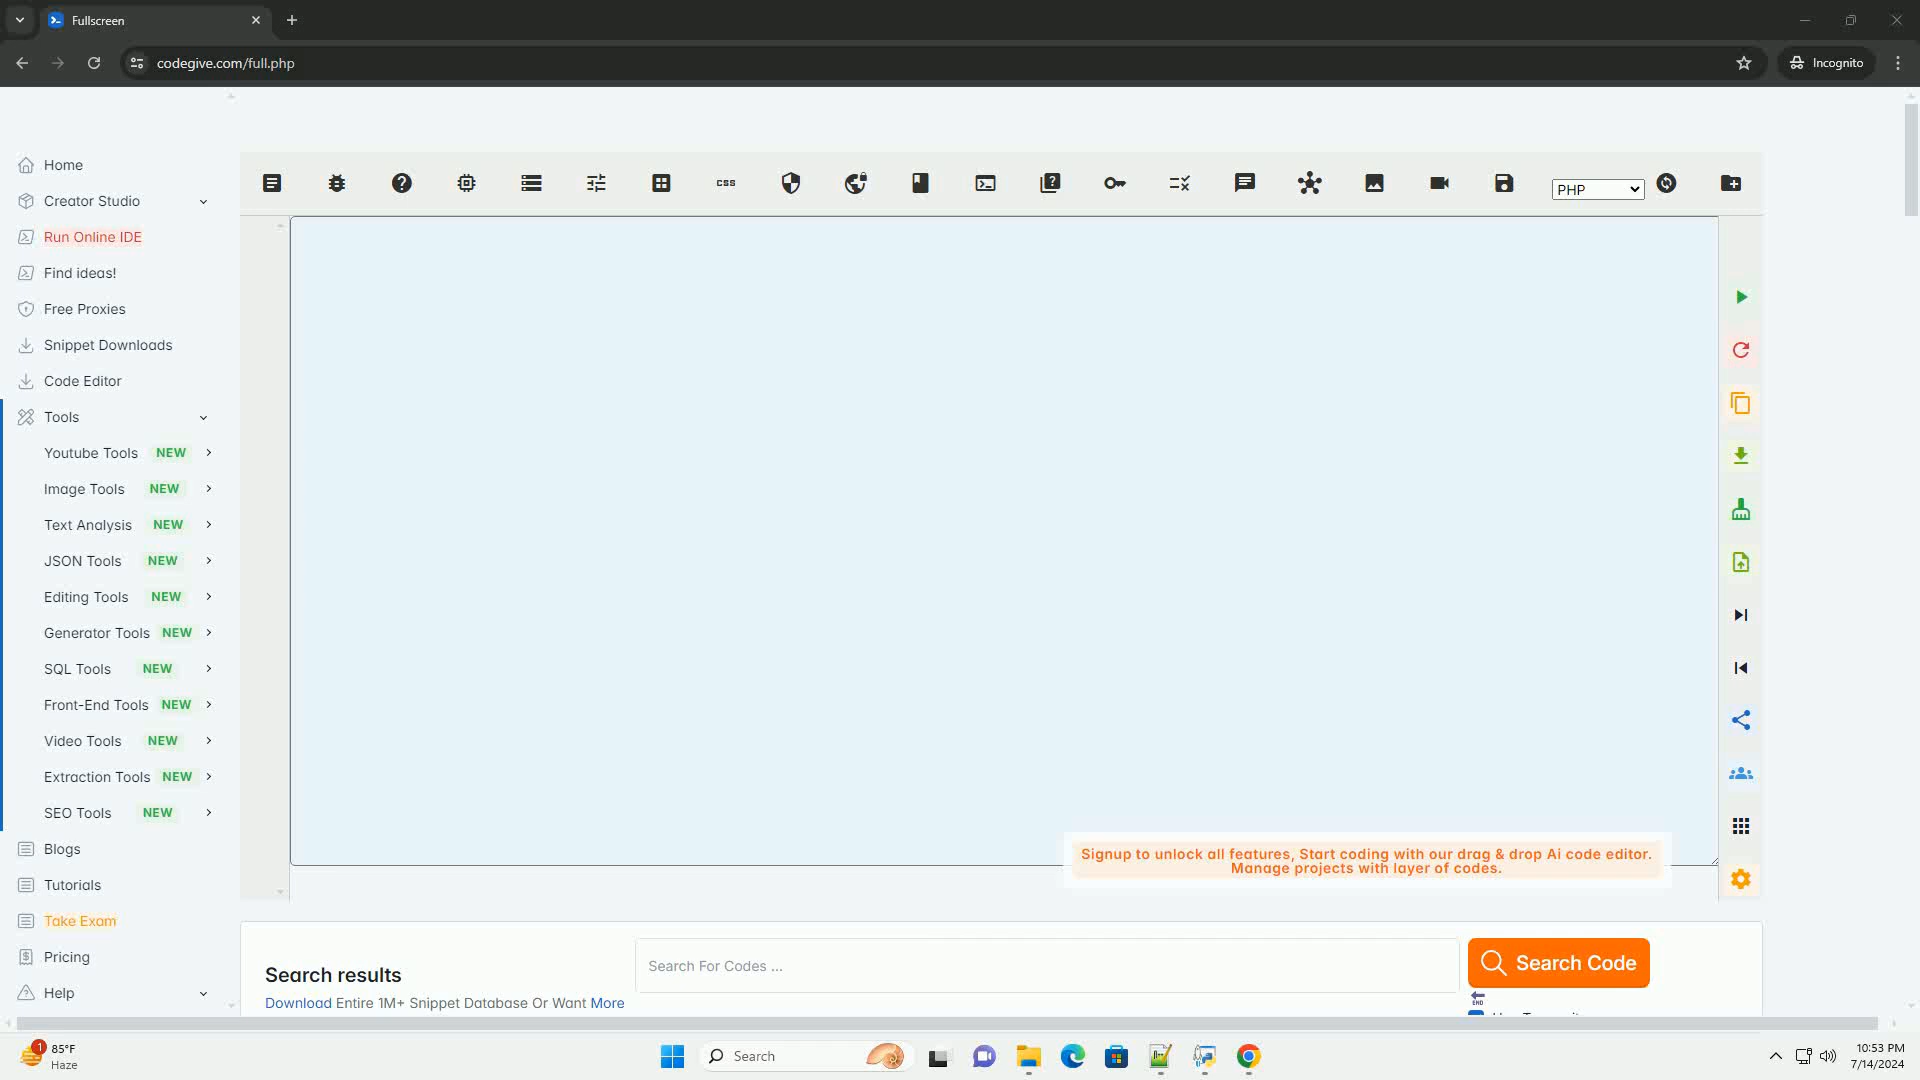 Fullscreen
codegive.com/full.php
Incognito
Home
Creator Studio
Run Online IDE
Find ideas!
Free Proxies
Snippet Downloads
Code Editor
Tools
Youtube Tools NEW
Image Tools NEW
Text Analysis NEW
JSON Tools NEW
Editing Tools NEW
Generator Tools NEW
SQL Tools NEW
Front-End Tools NEW
Video Tools NEW
Extraction Tools NEW
SEO Tools NEW
Blogs
Tutorials
Take Exam
Pricing
Help
css
PHP
Signup to unlock all features, Start coding with our drag & drop Ai code editor.
Manage projects with layer of codes.
Search results
Download Entire 1M+ Snippet Database Or Want More
Search For Codes ...
Search Code
END
1
85°F
Haze
Search
10:53 PM
7/14/2024